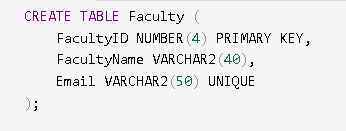 CREATE TABLE Faculty (
    FacultyID NUMBER(4) PRIMARY KEY,
    FacultyName VARCHAR2(40),
    Email VARCHAR2(50) UNIQUE
);